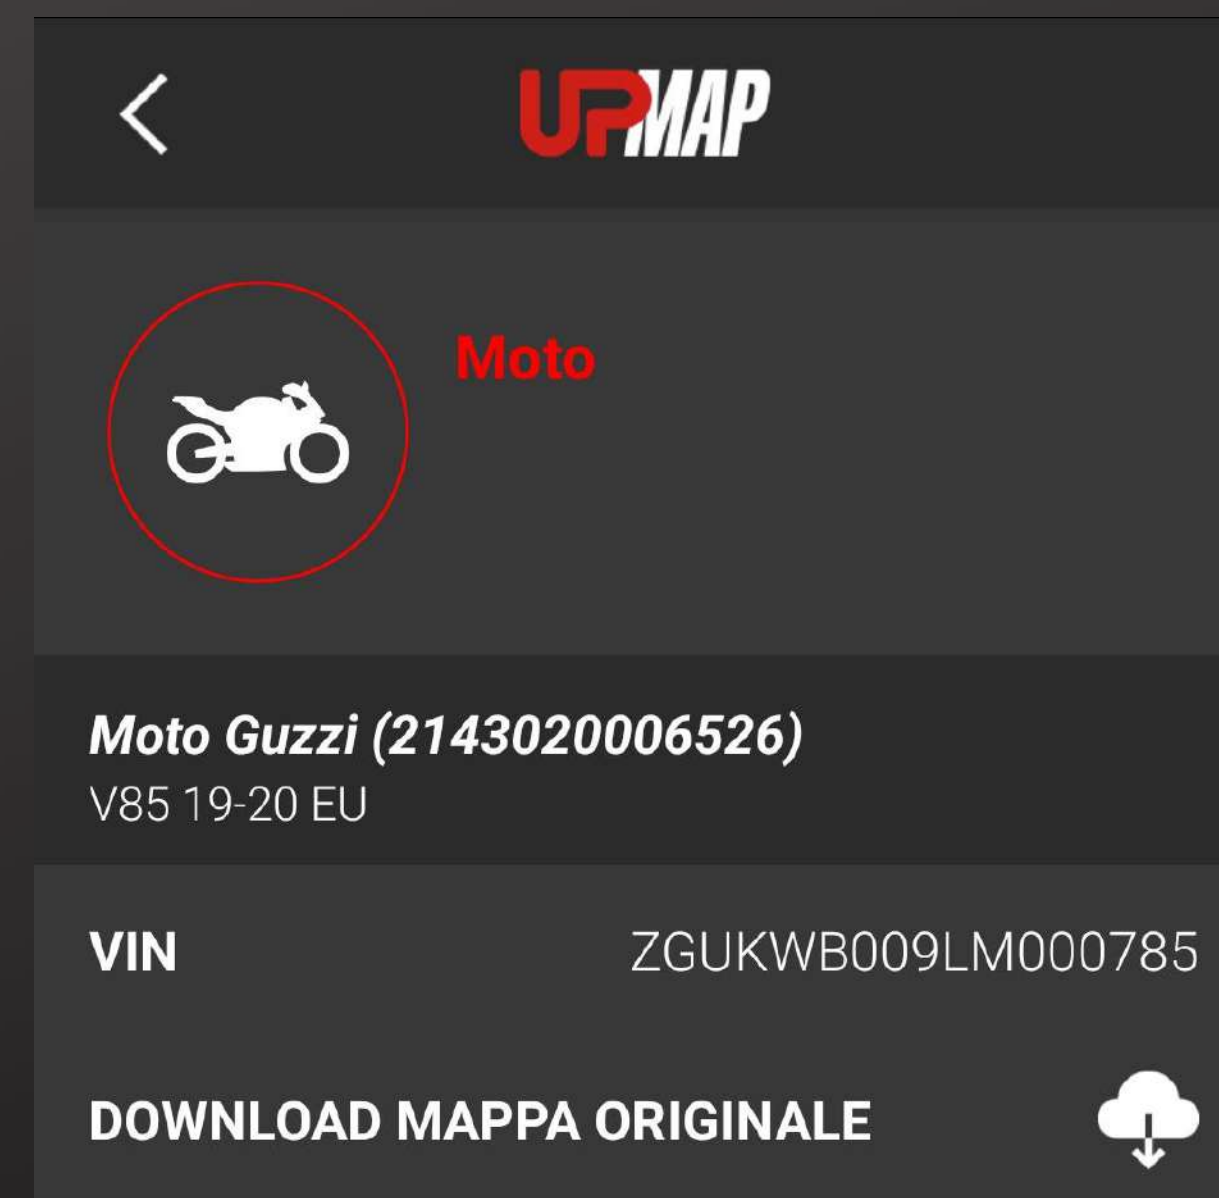 UPMAP
Moto
Moto Guzzi (2143020006526)
V85 19-20 EU
VIN ZGUKWB009LM000785
DOWNLOAD MAPPA ORIGINALE